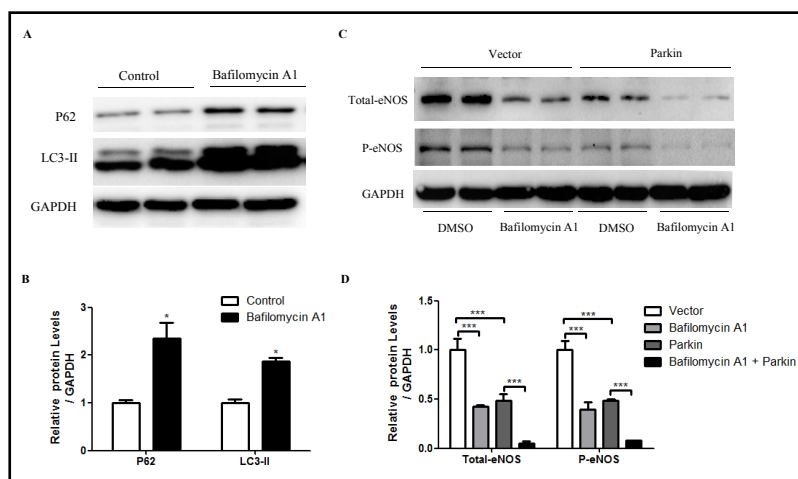 A
Control Bafilomycin A1
P62
LC3-II
GAPDH
B
Control
Bafilomycin A1
Relative protein Levels
/ GAPDH
3
2
1
0
*
*
P62 LC3-II
C
Vector Parkin
Total-eNOS
P-eNOS
GAPDH
DMSO Bafilomycin A1 DMSO Bafilomycin A1
D
Vector
Bafilomycin A1
Parkin
Bafilomycin A1 + Parkin
Relative protein Levels
/ GAPDH
1.5
1.0
0.5
0.0
*** ***
*** ***
*** ***
Total-eNOS P-eNOS